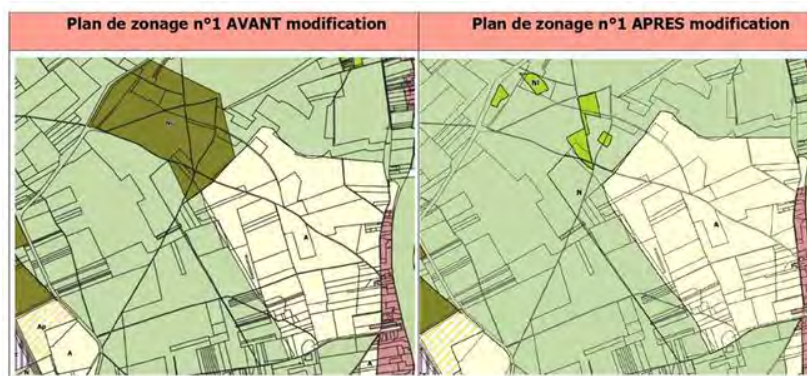 Plan de zonage n°1 AVANT modification
Plan de zonage n°1 APRES modification
A
Ap
A
N
A